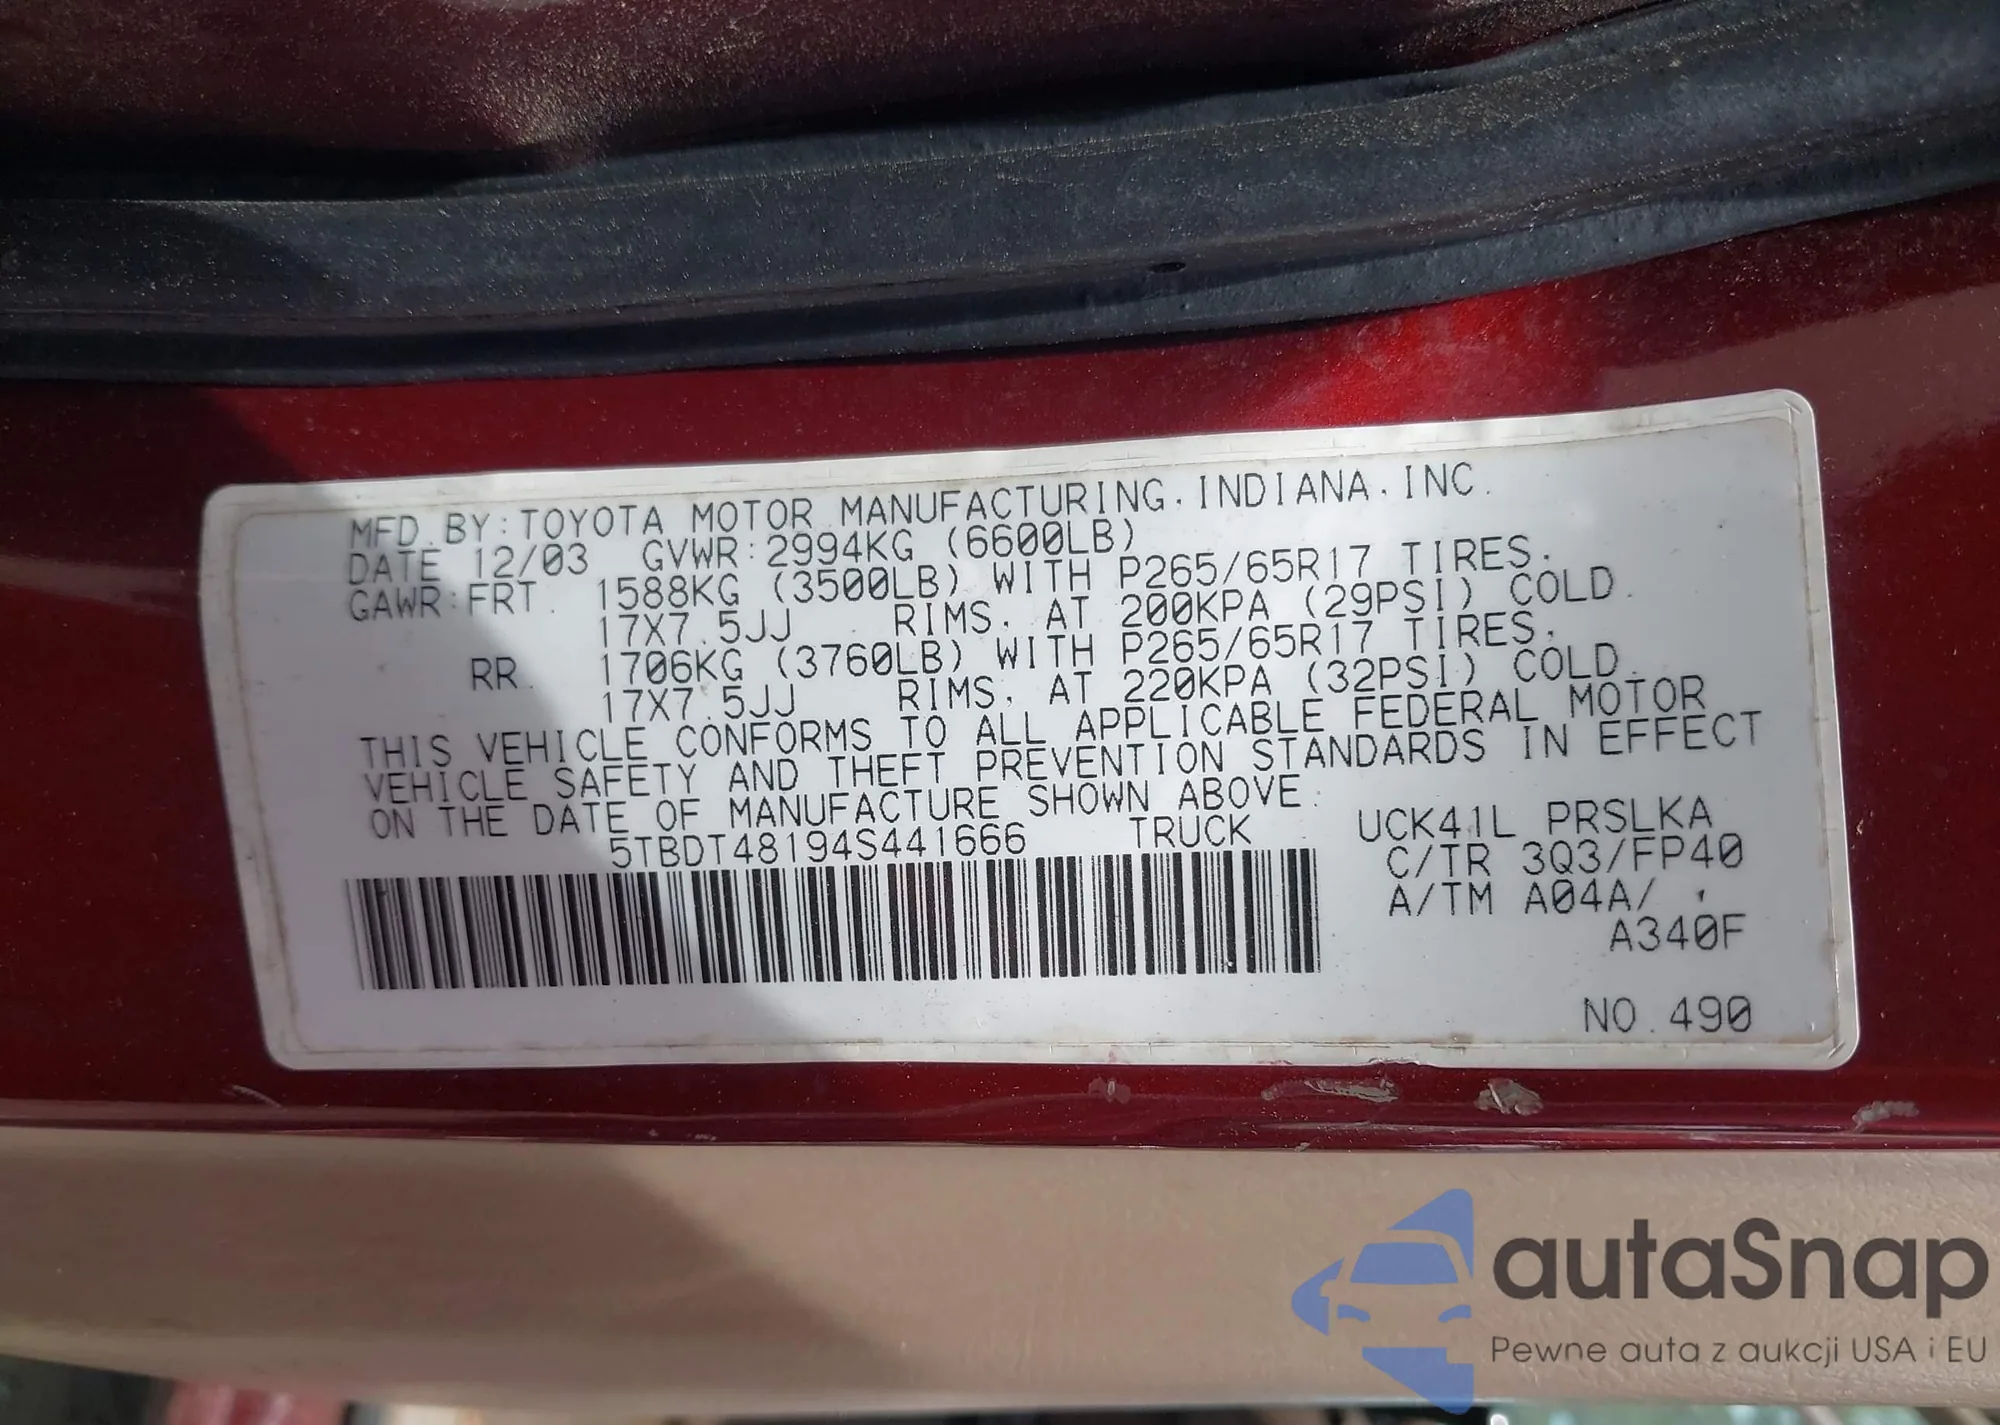 MFD.BY:TOYOTA MOTOR MANUFACTURING.INDIANA.INC.
DATE 12/03 GVWR:2994KG (6600LB)
GAWR:FRT. 1588KG (3500LB) WITH P265/65R17 TIRES.
17X7.5JJ RIMS. AT 200KPA (29PSI) COLD.
RR. 1706KG (3760LB) WITH P265/65R17 TIRES.
17X7.5JJ RIMS. AT 220KPA (32PSI) COLD.
THIS VEHICLE CONFORMS TO ALL APPLICABLE FEDERAL MOTOR
VEHICLE SAFETY AND THEFT PREVENTION STANDARDS IN EFFECT
ON THE DATE OF MANUFACTURE SHOWN ABOVE.
5TBDT48194S441666 TRUCK UCK41L PRSLKA
C/TR 3Q3/FP40
A/TM A04A/ .
A340F
NO.490
autaSnap
Pewne auta z aukcji USA i EU